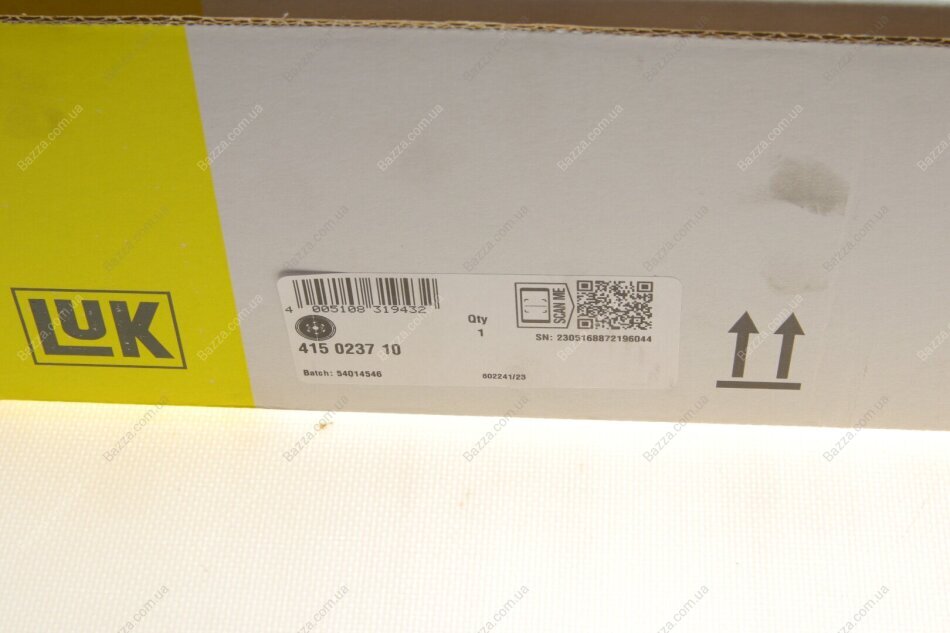 LUK
4 005108 319432
Qty
1
SCAN ME
SN: 2305168872196044
415 0237 10
Batch: 54014546
602241/23
Bazza.com.ua